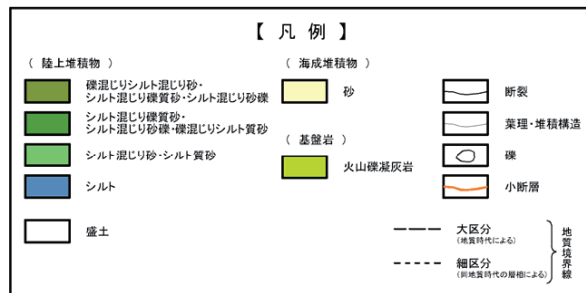 【 凡 例 】
( 陸上堆積物 )
礫混じりシルト混じり砂・
シルト混じり礫質砂・シルト混じり砂礫
シルト混じり礫質砂・
シルト混じり砂礫・礫混じりシルト質砂
シルト混じり砂・シルト質砂
シルト
盛土
( 海成堆積物 )
砂
( 基盤岩 )
火山礫凝灰岩
断裂
葉理・堆積構造
礫
小断層
大区分
(地質時代による)
細区分
(同地質時代の層相による)
地質境界線